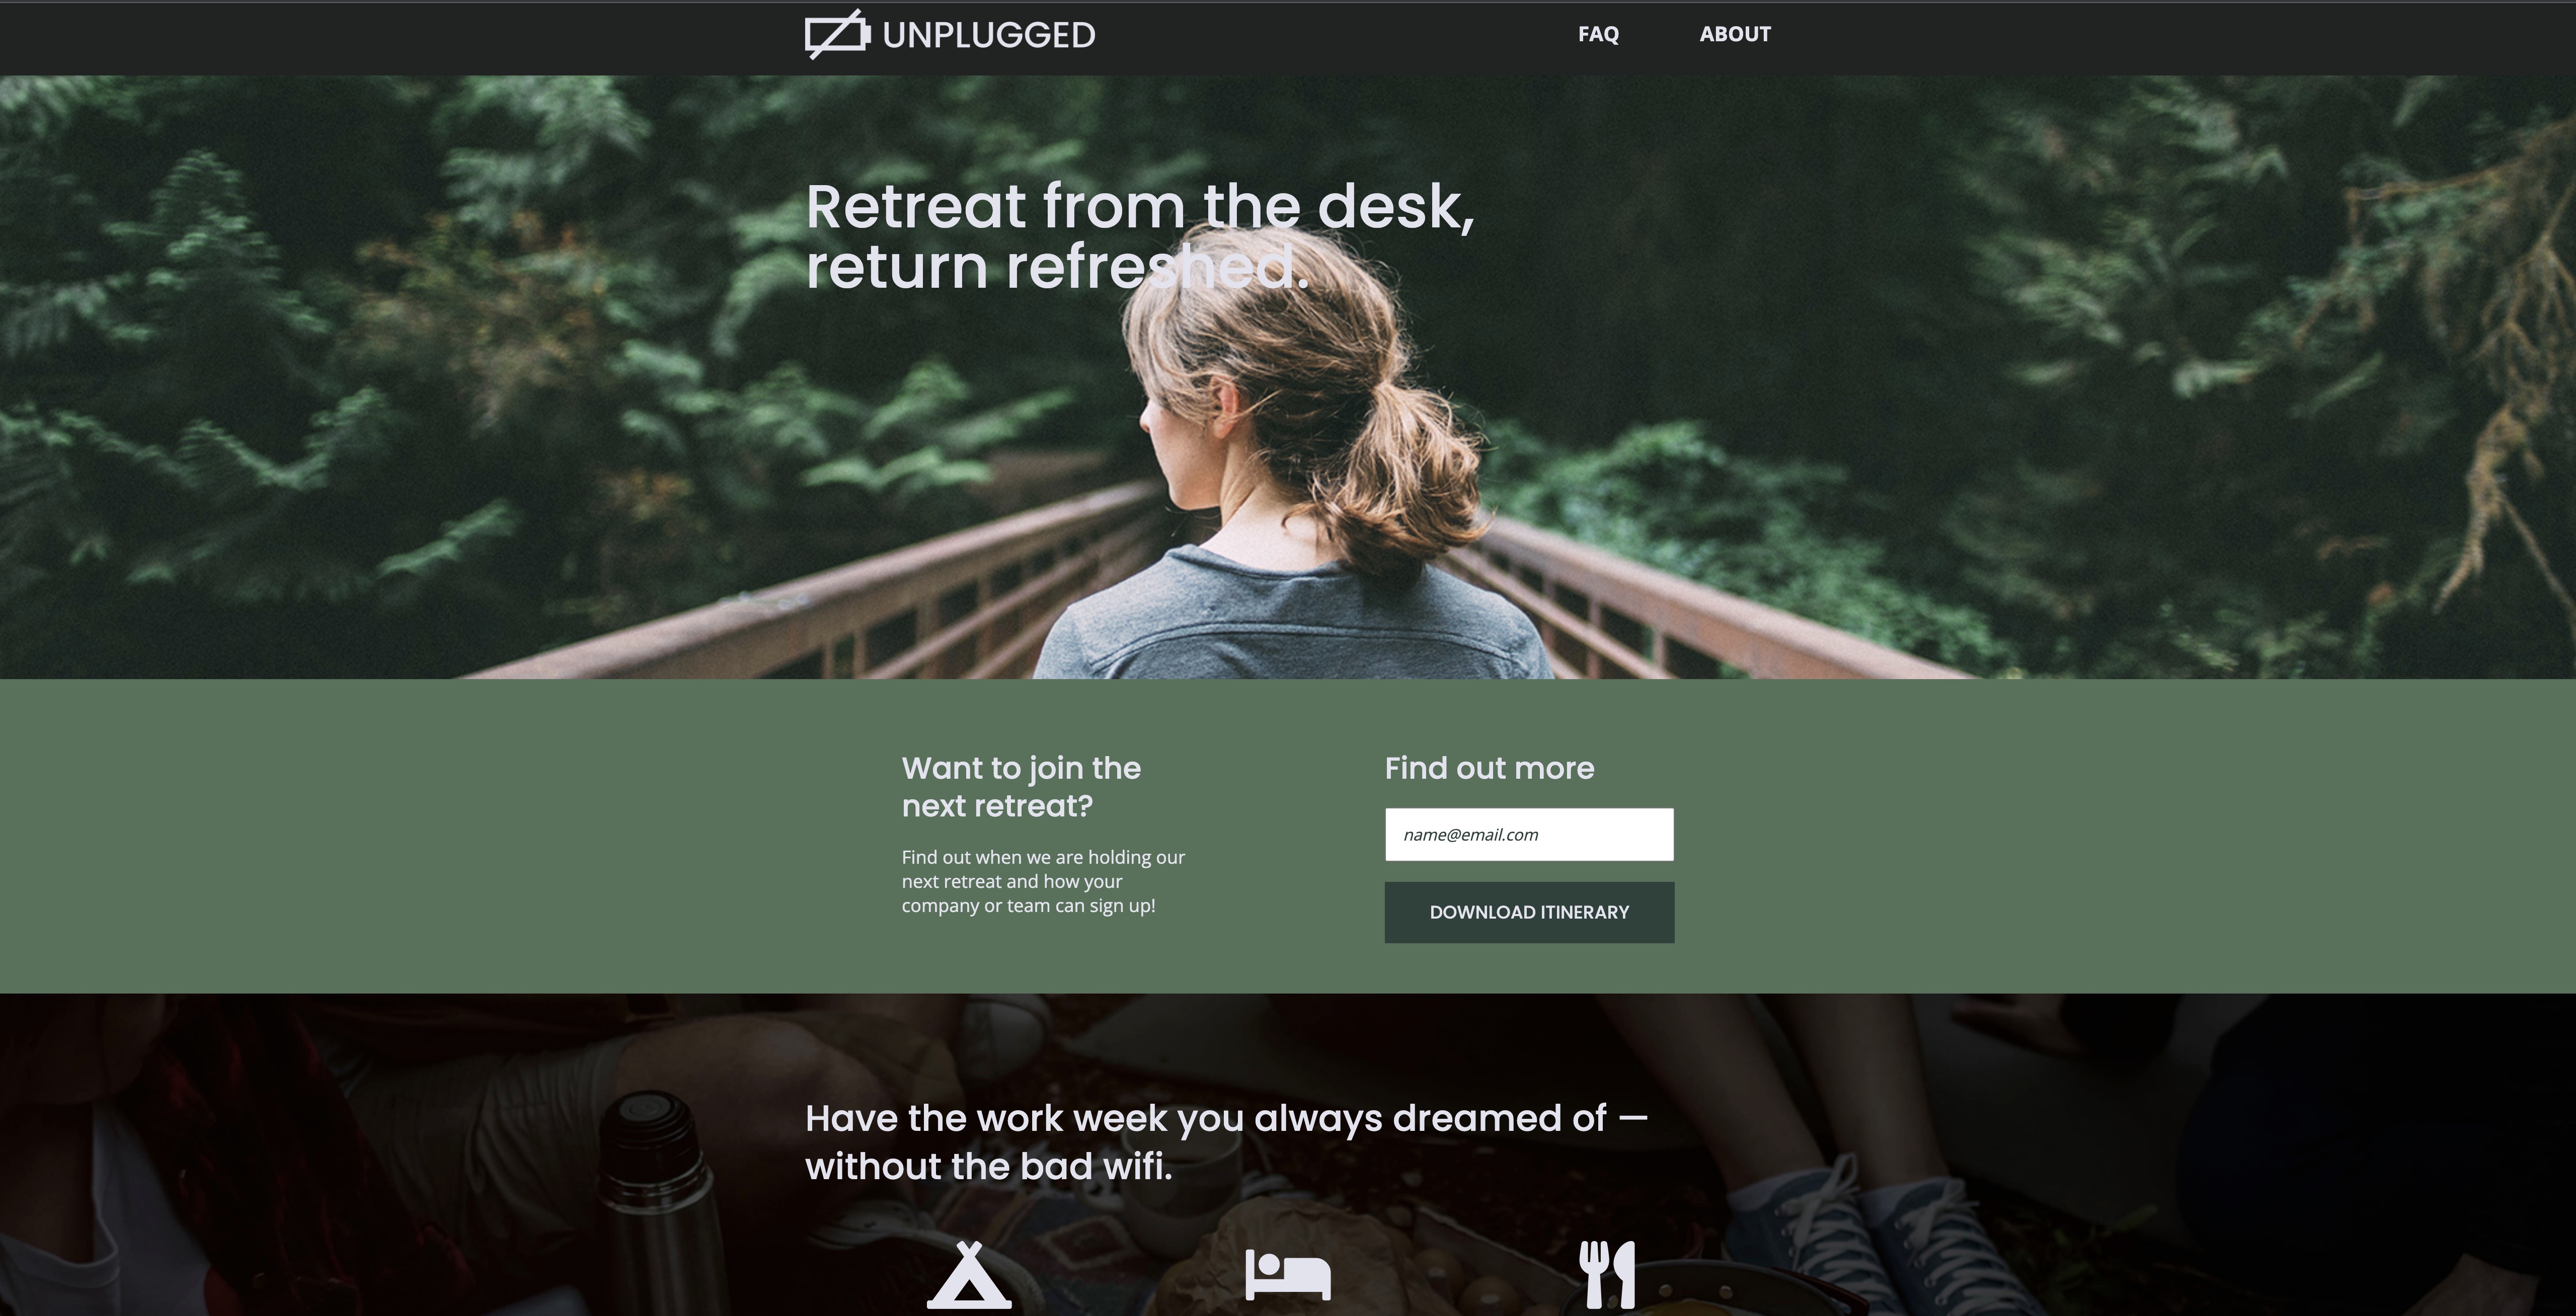 UNPLUGGED
FAQ
ABOUT
Retreat from the desk,
return refreshed.
Want to join the
next retreat?
Find out when we are holding our
next retreat and how your
company or team can sign up!
Find out more
name@email.com
DOWNLOAD ITINERARY
Have the work week you always dreamed of —
without the bad wifi.